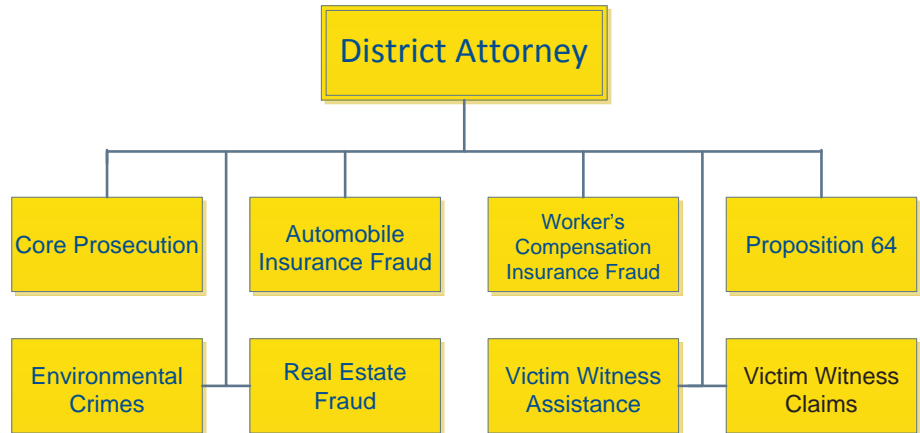 District Attorney
Core Prosecution
Automobile
Insurance Fraud
Worker's
Compensation
Insurance Fraud
Proposition 64
Environmental
Crimes
Real Estate
Fraud
Victim Witness
Assistance
Victim Witness
Claims